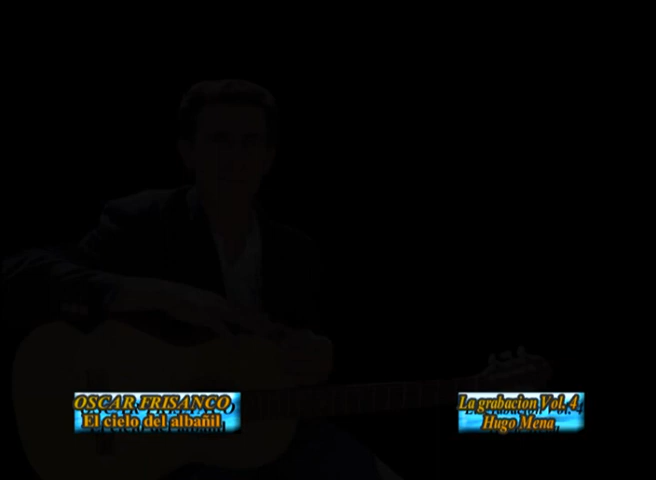 OSCAR FRISANCO
El cielo del albañil
La grabacion Vol. 4
Hugo Mena